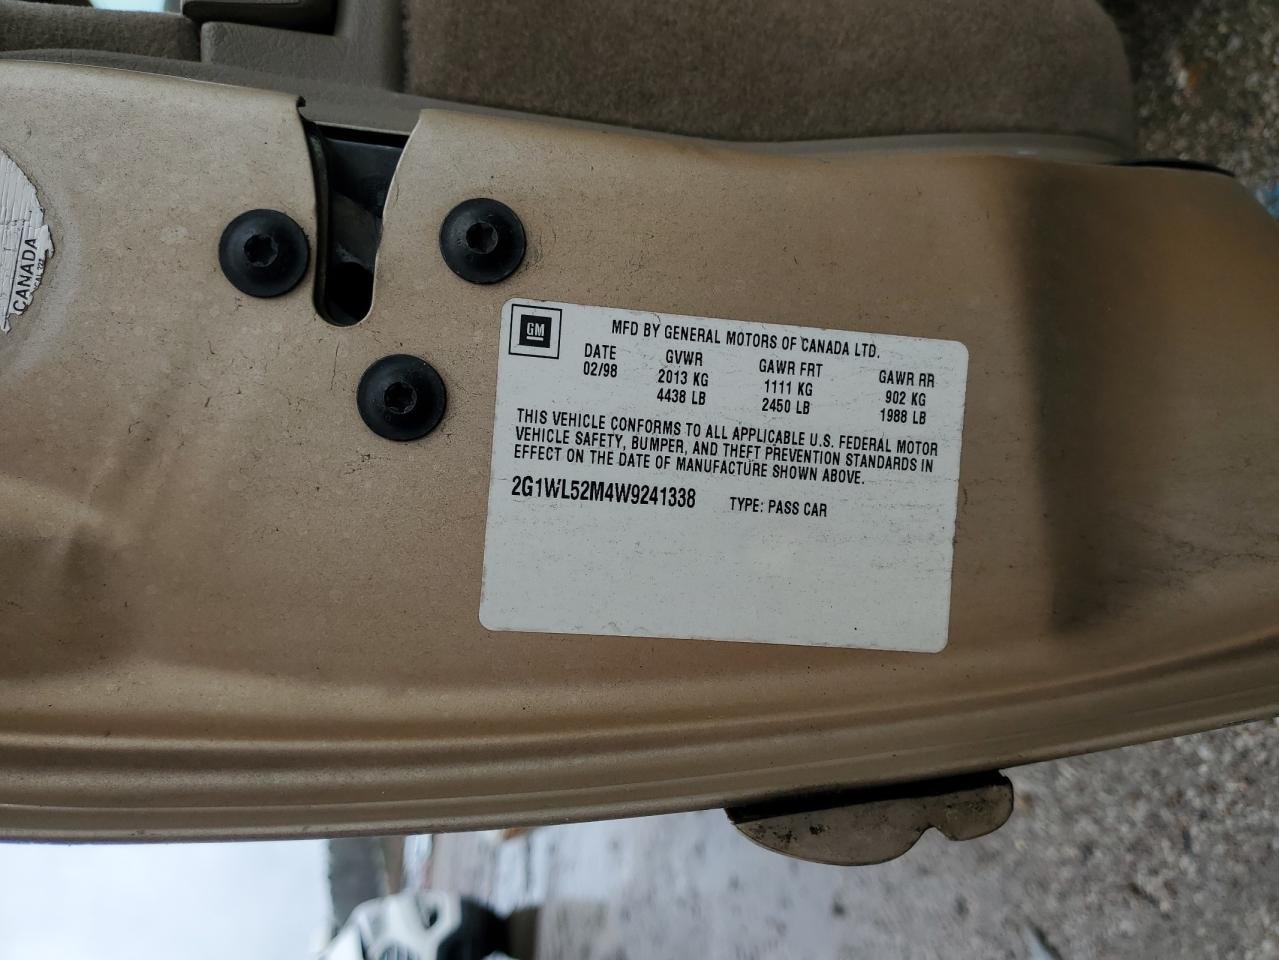 CANADA
GM
MFD BY GENERAL MOTORS OF CANADA LTD.
DATE GVWR GAWR FRT GAWR RR
02/98 2013 KG 1111 KG 902 KG
4438 LB 2450 LB 1988 LB
THIS VEHICLE CONFORMS TO ALL APPLICABLE U.S. FEDERAL MOTOR
VEHICLE SAFETY, BUMPER, AND THEFT PREVENTION STANDARDS IN
EFFECT ON THE DATE OF MANUFACTURE SHOWN ABOVE.
2G1WL52M4W9241338 TYPE: PASS CAR